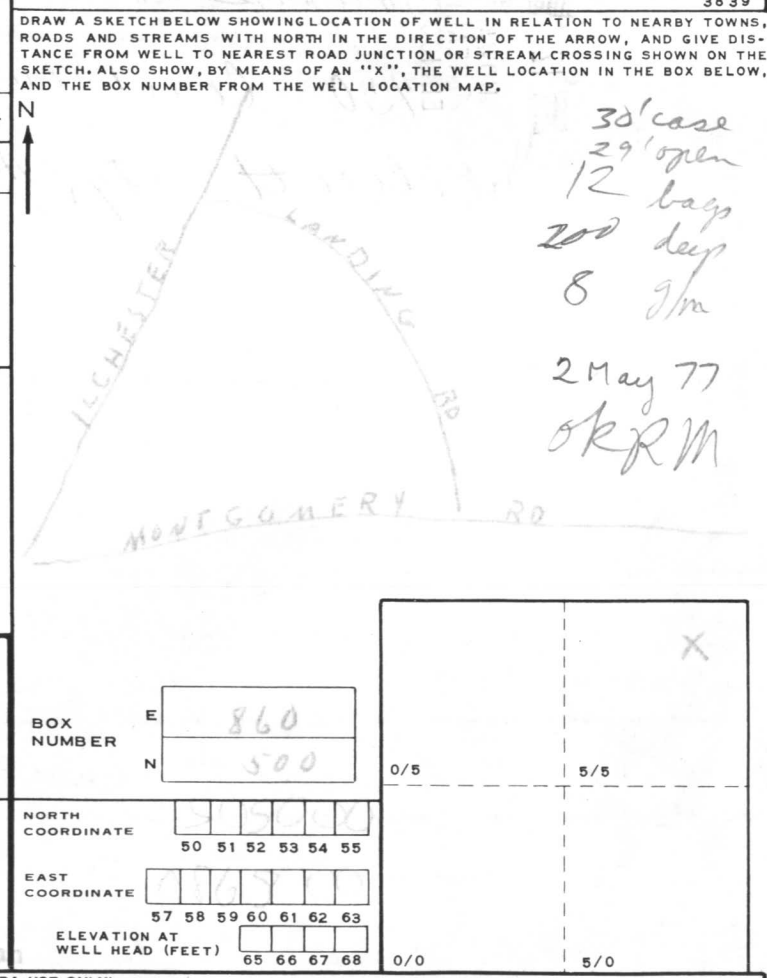 3639
DRAW A SKETCH BELOW SHOWING LOCATION OF WELL IN RELATION TO NEARBY TOWNS,
ROADS AND STREAMS WITH NORTH IN THE DIRECTION OF THE ARROW, AND GIVE DIS-
TANCE FROM WELL TO NEAREST ROAD JUNCTION OR STREAM CROSSING SHOWN ON THE
SKETCH. ALSO SHOW, BY MEANS OF AN "X", THE WELL LOCATION IN THE BOX BELOW,
AND THE BOX NUMBER FROM THE WELL LOCATION MAP.
N
30' case
29' open
12 bags
200 deep
8 g/m
2 May 77
OK RM
X
ILCHESTER
LANDING RD
MONTGOMERY RD
BOX NUMBER
E 860
N 500
X
0/5 5/5
0/0 5/0
NORTH
COORDINATE
50 51 52 53 54 55
EAST
COORDINATE
57 58 59 60 61 62 63
ELEVATION AT
WELL HEAD (FEET)
65 66 67 68